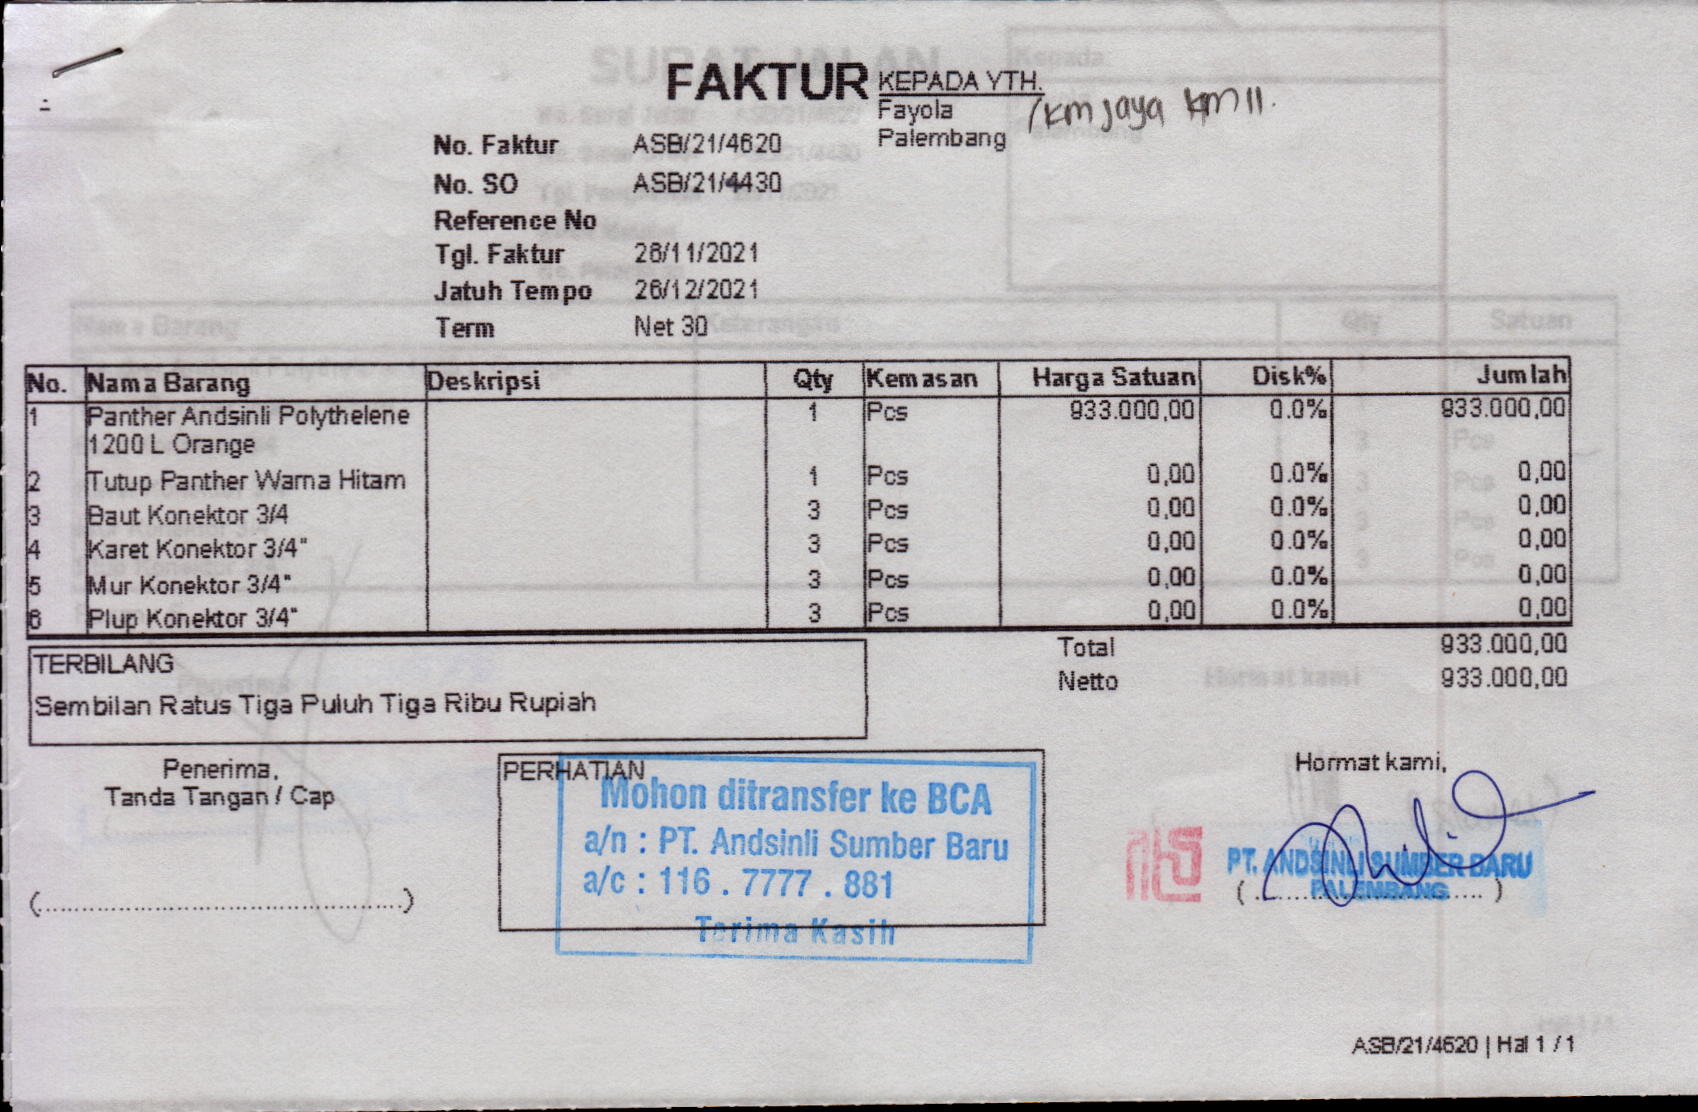 FAKTUR
KEPADA YTH.
Fayola /km jaya km 11.
Palembang
No. Faktur ASB/21/4620
No. SO ASB/21/4430
Reference No
Tgl. Faktur 26/11/2021
Jatuh Tempo 26/12/2021
Term Net 30
No. Nama Barang Deskripsi Qty Kemasan Harga Satuan Disk% Jumlah
1 Panther Andsinli Polythelene 1 Pcs 933.000,00 0.0% 933.000,00
1200 L Orange
2 Tutup Panther Warna Hitam 1 Pcs 0,00 0.0% 0,00
3 Baut Konektor 3/4 3 Pcs 0,00 0.0% 0,00
4 Karet Konektor 3/4" 3 Pcs 0,00 0.0% 0,00
5 Mur Konektor 3/4" 3 Pcs 0,00 0.0% 0,00
6 Plup Konektor 3/4" 3 Pcs 0,00 0.0% 0,00
Total 933.000,00
Netto 933.000,00
TERBILANG
Sembilan Ratus Tiga Puluh Tiga Ribu Rupiah
Penerima,
Tanda Tangan / Cap
(....................................................)
PERHATIAN
Mohon ditransfer ke BCA
a/n : PT. Andsinli Sumber Baru
a/c : 116 . 7777 . 881
Terima Kasih
Hormat kami,
PT. ANDSINLI SUMBER BARU
PALEMBANG
ASB/21/4620 | Hal 1 / 1